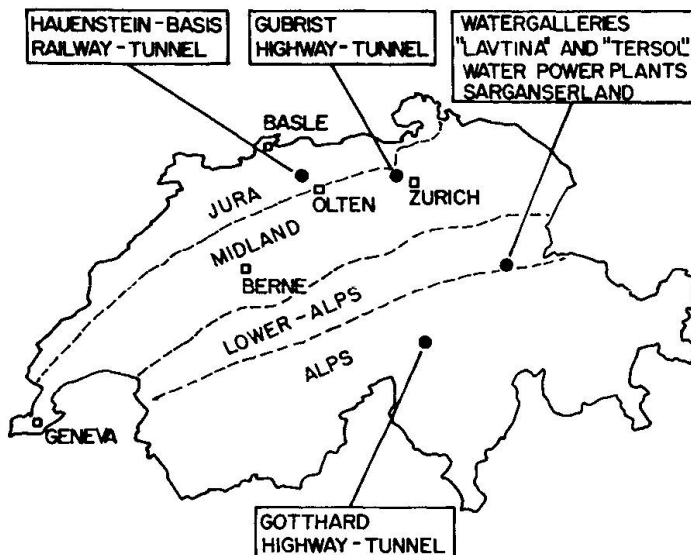 HAUENSTEIN-BASIS
RAILWAY-TUNNEL
GUBRIST
HIGHWAY-TUNNEL
WATERGALLERIES
"LAVTINA" AND "TERSOL"
WATER POWER PLANTS
SARGANSERLAND
BASLE
JURA
OLTEN
ZURICH
MIDLAND
BERNE
LOWER-ALPS
ALPS
GENEVA
GOTTHARD
HIGHWAY-TUNNEL